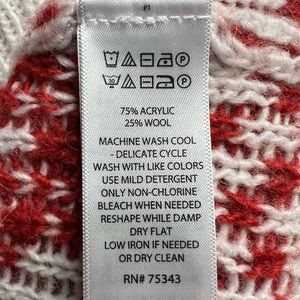 75% ACRYLIC
25% WOOL
MACHINE WASH COOL
- DELICATE CYCLE
WASH WITH LIKE COLORS
USE MILD DETERGENT
ONLY NON-CHLORINE
BLEACH WHEN NEEDED
RESHAPE WHILE DAMP
DRY FLAT
LOW IRON IF NEEDED
OR DRY CLEAN
RN# 75343